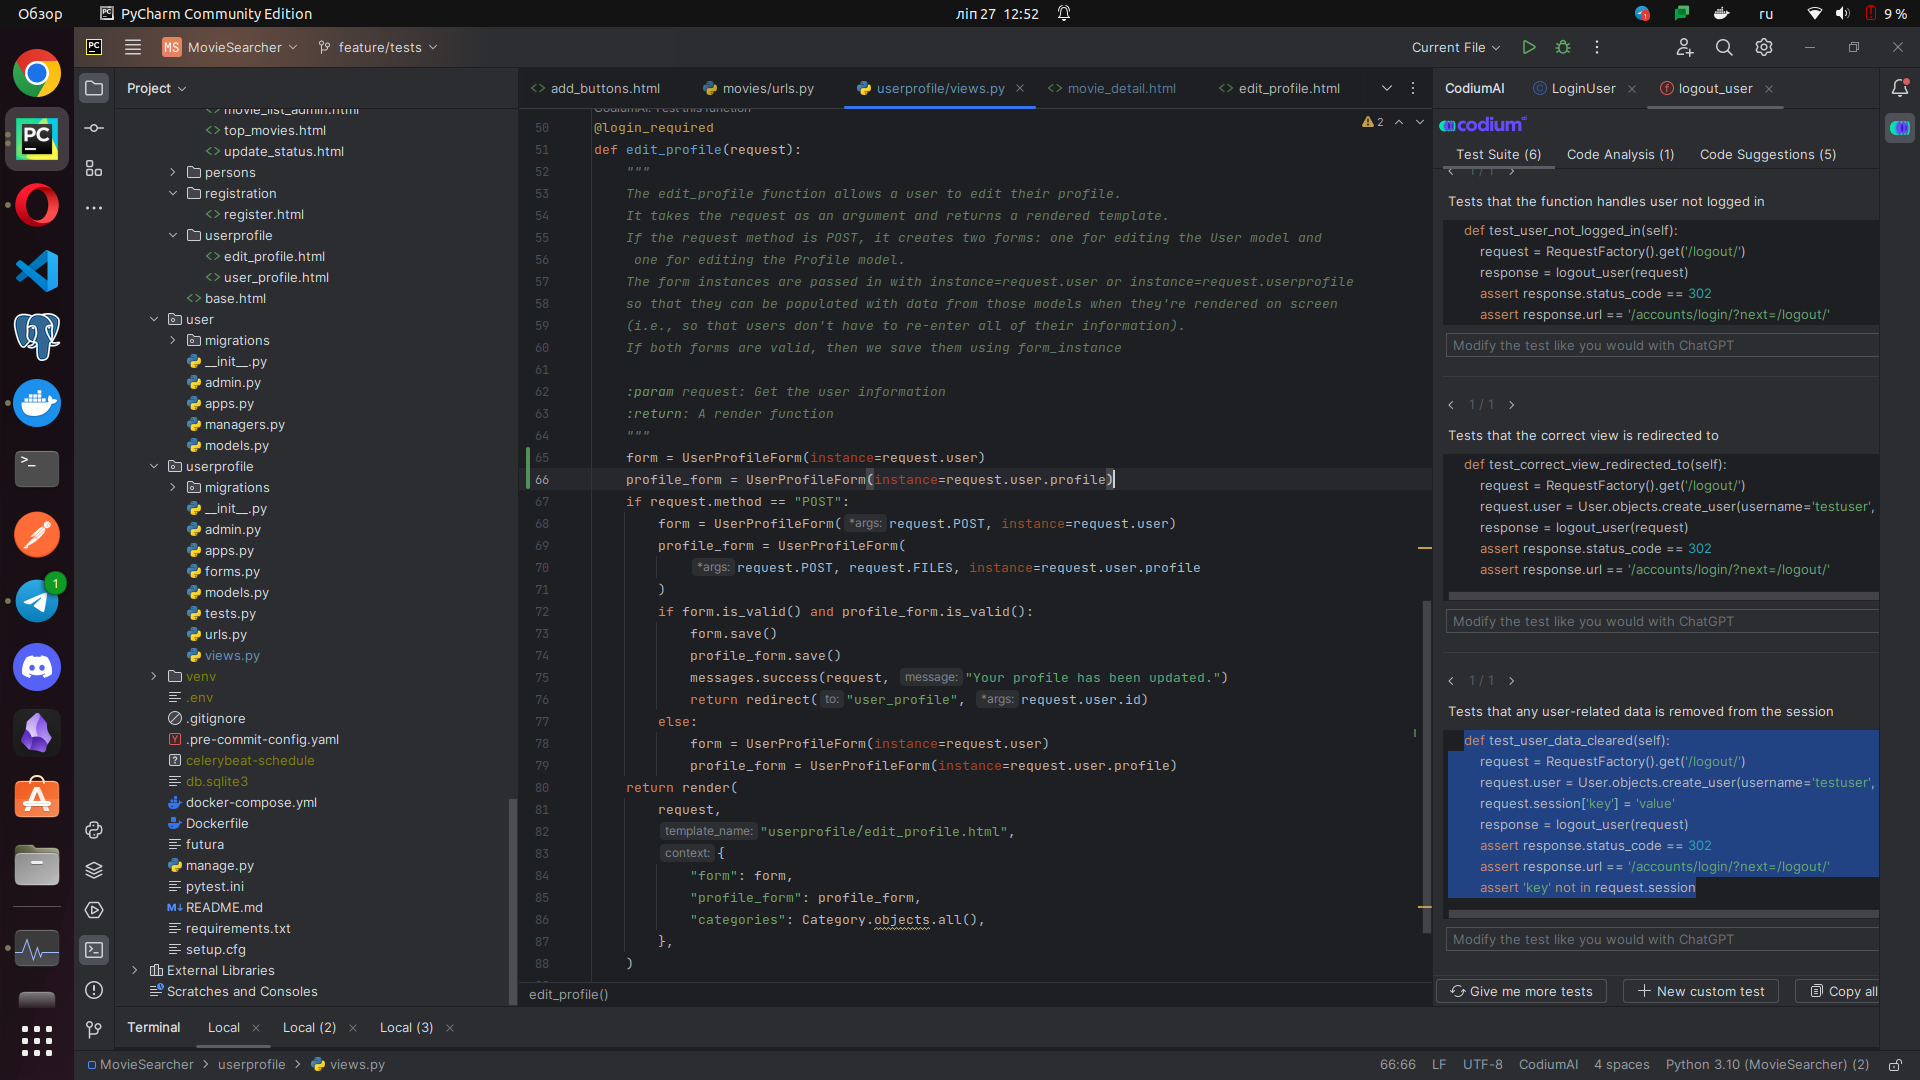 Обзор
PyCharm Community Edition
ліп 27 12:52
1
ru
9 %
PC
MS MovieSearcher
feature/tests
Current File
Project
add_buttons.html
movies/urls.py
userprofile/views.py
movie_detail.html
edit_profile.html
CodiumAI
LoginUser
logout_user
movie_list_admin.html
top_movies.html
update_status.html
persons
registration
register.html
userprofile
edit_profile.html
user_profile.html
base.html
user
migrations
__init__.py
admin.py
apps.py
managers.py
models.py
userprofile
migrations
__init__.py
admin.py
apps.py
forms.py
models.py
tests.py
urls.py
views.py
venv
.env
.gitignore
.pre-commit-config.yaml
celerybeat-schedule
db.sqlite3
docker-compose.yml
Dockerfile
futura
manage.py
pytest.ini
README.md
requirements.txt
setup.cfg
External Libraries
Scratches and Consoles
CodiumAI: Test this function
2
50 @login_required
51 def edit_profile(request):
52 """
53 The edit_profile function allows a user to edit their profile.
54 It takes the request as an argument and returns a rendered template.
55 If the request method is POST, it creates two forms: one for editing the User model and
56 one for editing the Profile model.
57 The form instances are passed in with instance=request.user or instance=request.userprofile
58 so that they can be populated with data from those models when they're rendered on screen
59 (i.e., so that users don't have to re-enter all of their information).
60 If both forms are valid, then we save them using form_instance
61
62 :param request: Get the user information
63 :return: A render function
64 """
65 form = UserProfileForm(instance=request.user)
66 profile_form = UserProfileForm(instance=request.user.profile)
67 if request.method == "POST":
68 form = UserProfileForm( *args: request.POST, instance=request.user)
69 profile_form = UserProfileForm(
70 *args: request.POST, request.FILES, instance=request.user.profile
71 )
72 if form.is_valid() and profile_form.is_valid():
73 form.save()
74 profile_form.save()
75 messages.success(request, message: "Your profile has been updated.")
76 return redirect( to: "user_profile", *args: request.user.id)
77 else:
78 form = UserProfileForm(instance=request.user)
79 profile_form = UserProfileForm(instance=request.user.profile)
80 return render(
81 request,
82 template_name: "userprofile/edit_profile.html",
83 context: {
84 "form": form,
85 "profile_form": profile_form,
86 "categories": Category.objects.all(),
87 },
88 )
edit_profile()
codium ai
Test Suite (6)
Code Analysis (1)
Code Suggestions (5)
1 / 1
Tests that the function handles user not logged in
def test_user_not_logged_in(self):
request = RequestFactory().get('/logout/')
response = logout_user(request)
assert response.status_code == 302
assert response.url == '/accounts/login/?next=/logout/'
Modify the test like you would with ChatGPT
1 / 1
Tests that the correct view is redirected to
def test_correct_view_redirected_to(self):
request = RequestFactory().get('/logout/')
request.user = User.objects.create_user(username='testuser',
response = logout_user(request)
assert response.status_code == 302
assert response.url == '/accounts/login/?next=/logout/'
Modify the test like you would with ChatGPT
1 / 1
Tests that any user-related data is removed from the session
def test_user_data_cleared(self):
request = RequestFactory().get('/logout/')
request.user = User.objects.create_user(username='testuser',
request.session['key'] = 'value'
response = logout_user(request)
assert response.status_code == 302
assert response.url == '/accounts/login/?next=/logout/'
assert 'key' not in request.session
Modify the test like you would with ChatGPT
Give me more tests
New custom test
Copy all
Terminal
Local
Local (2)
Local (3)
MovieSearcher
userprofile
views.py
66:66
LF
UTF-8
CodiumAI
4 spaces
Python 3.10 (MovieSearcher) (2)